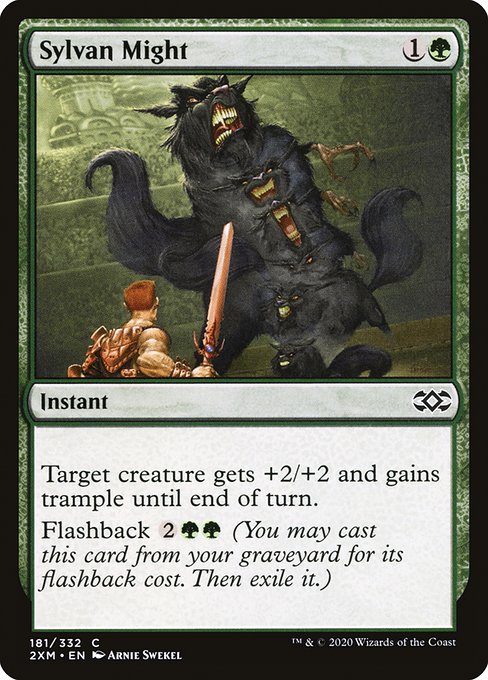 Sylvan Might 1
Instant
Target creature gets +2/+2 and gains
trample until end of turn.
Flashback 2 (You may cast
this card from your graveyard for its
flashback cost. Then exile it.)
181/332 C
2XM • EN Arnie Swekel
™ & © 2020 Wizards of the Coast